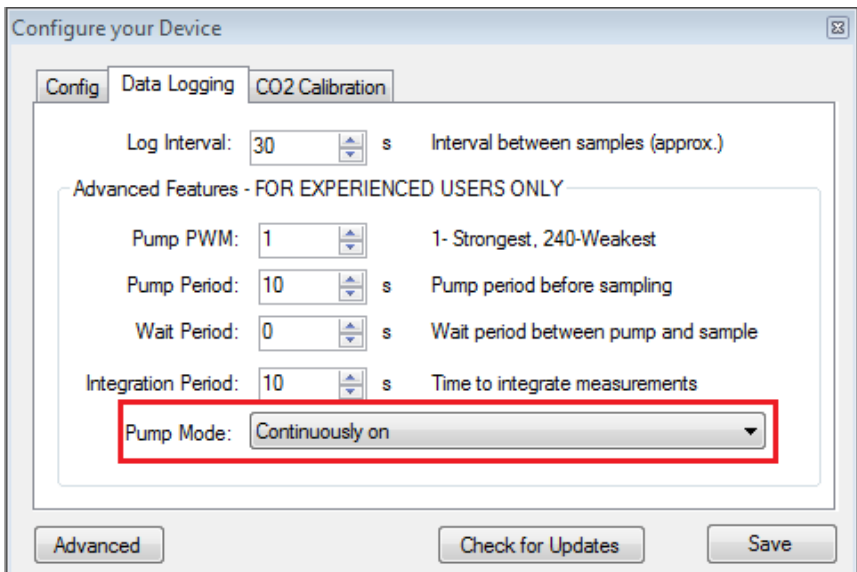 Configure your Device
Config Data Logging CO2 Calibration
Log Interval: 30 s Interval between samples (approx.)
Advanced Features - FOR EXPERIENCED USERS ONLY
Pump PWM: 1 1- Strongest, 240-Weakest
Pump Period: 10 s Pump period before sampling
Wait Period: 0 s Wait period between pump and sample
Integration Period: 10 s Time to integrate measurements
Pump Mode: Continuously on
Advanced Check for Updates Save